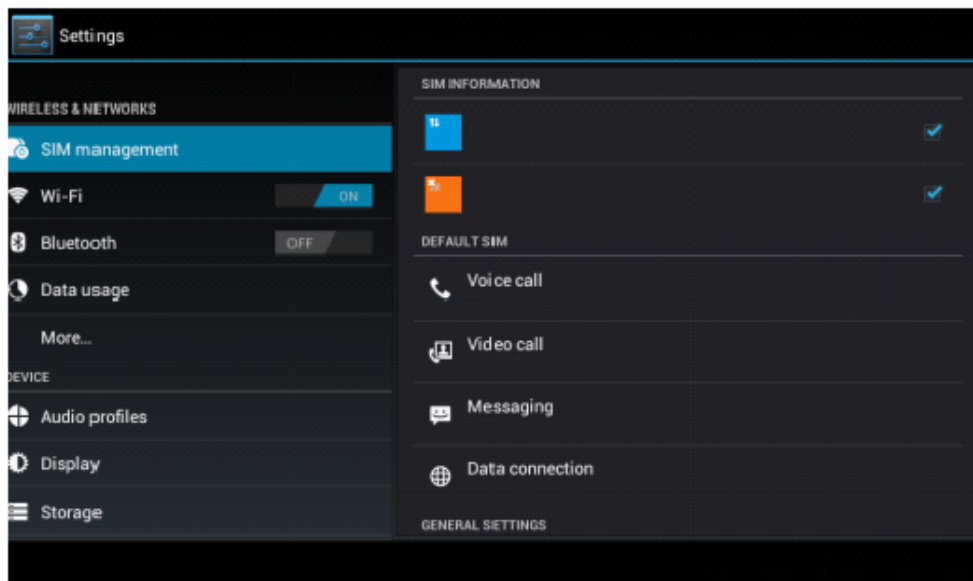 Settings
WIRELESS & NETWORKS
SIM management
Wi-Fi
ON
Bluetooth
OFF
Data usage
More...
DEVICE
Audio profiles
Display
Storage
SIM INFORMATION
DEFAULT SIM
Voice call
Video call
Messaging
Data connection
GENERAL SETTINGS